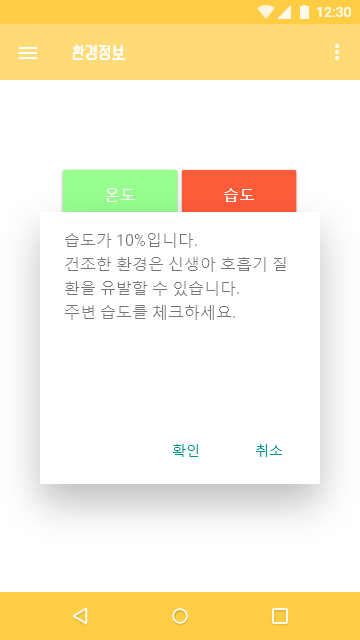 12:30
환경정보
온도 습도
습도가 10%입니다.
건조한 환경은 신생아 호흡기 질
환을 유발할 수 있습니다.
주변 습도를 체크하세요.
확인 취소